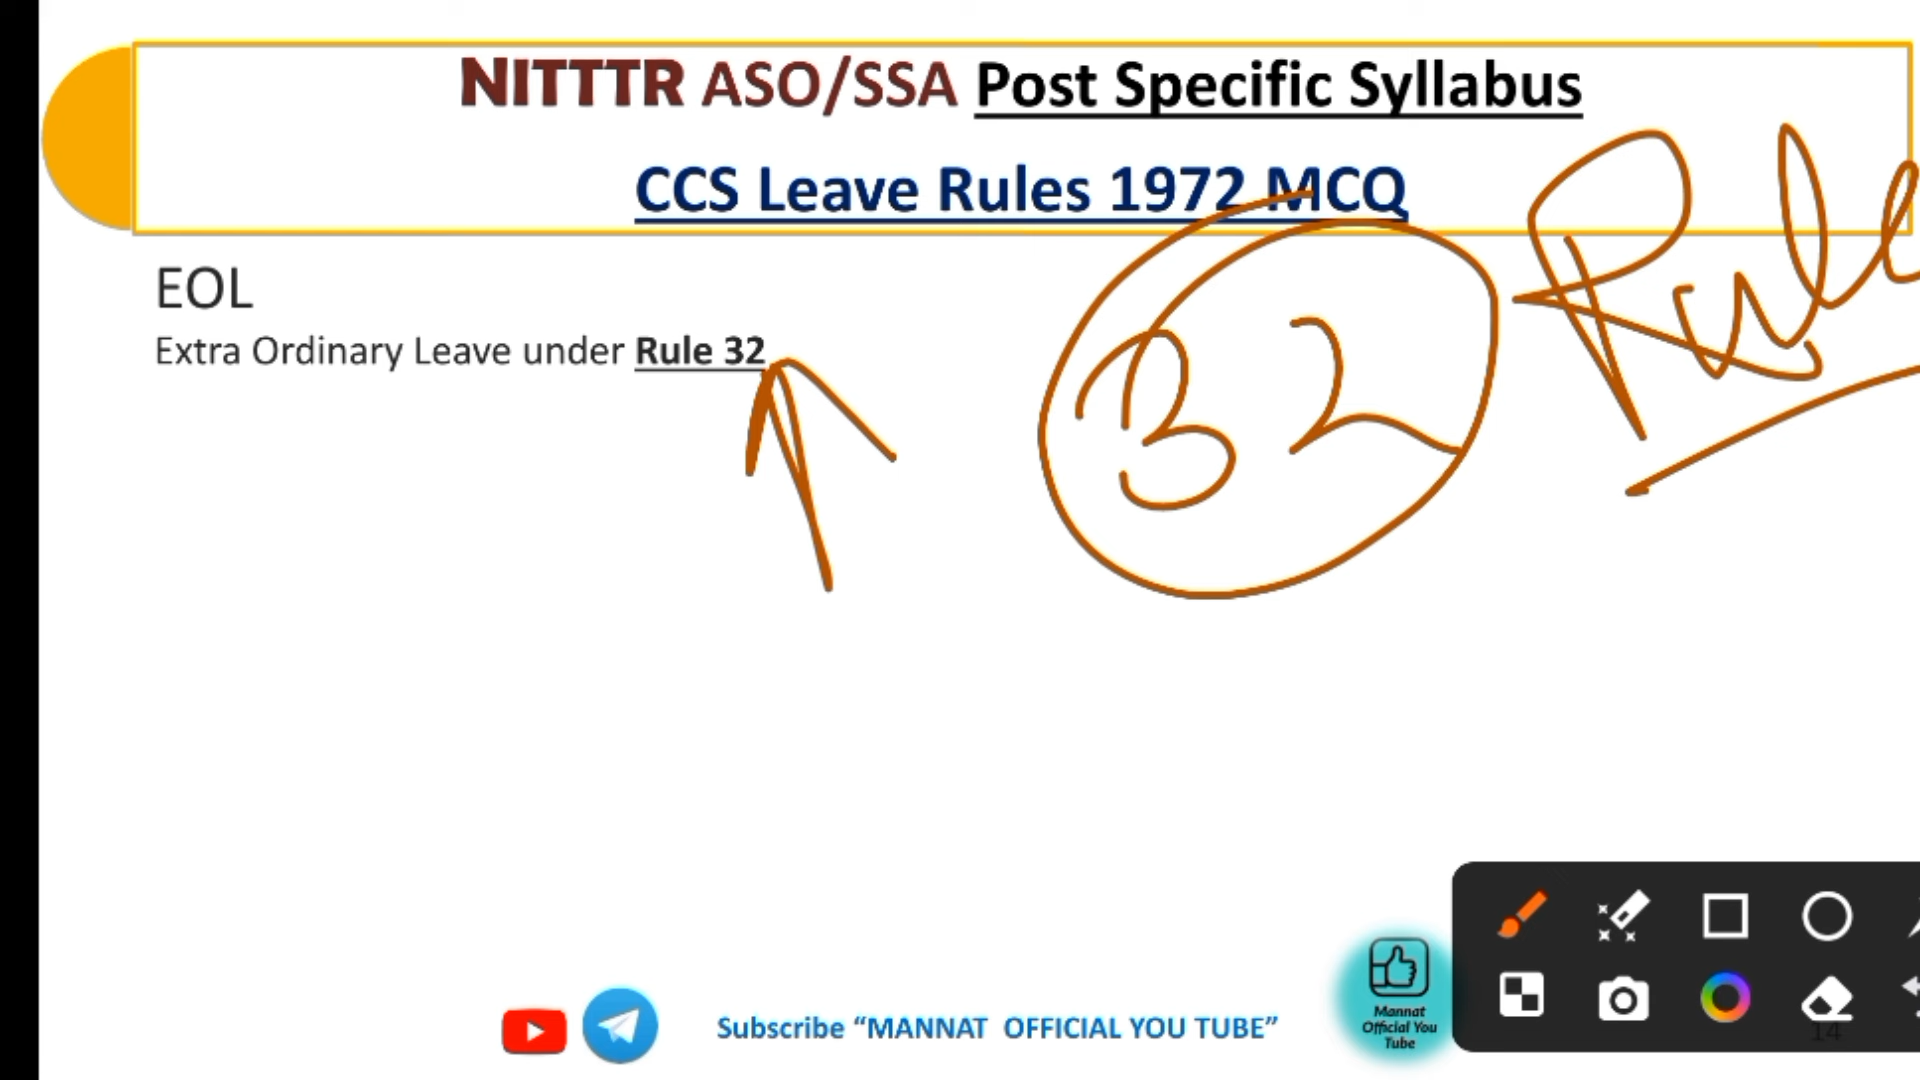 NITTTR ASO/SSA Post Specific Syllabus
CCS Leave Rules 1972 MCQ
Rule
EOL
Extra Ordinary Leave under Rule 32
32
Subscribe “MANNAT OFFICIAL YOU TUBE”
Mannat
Official You
Tube
14